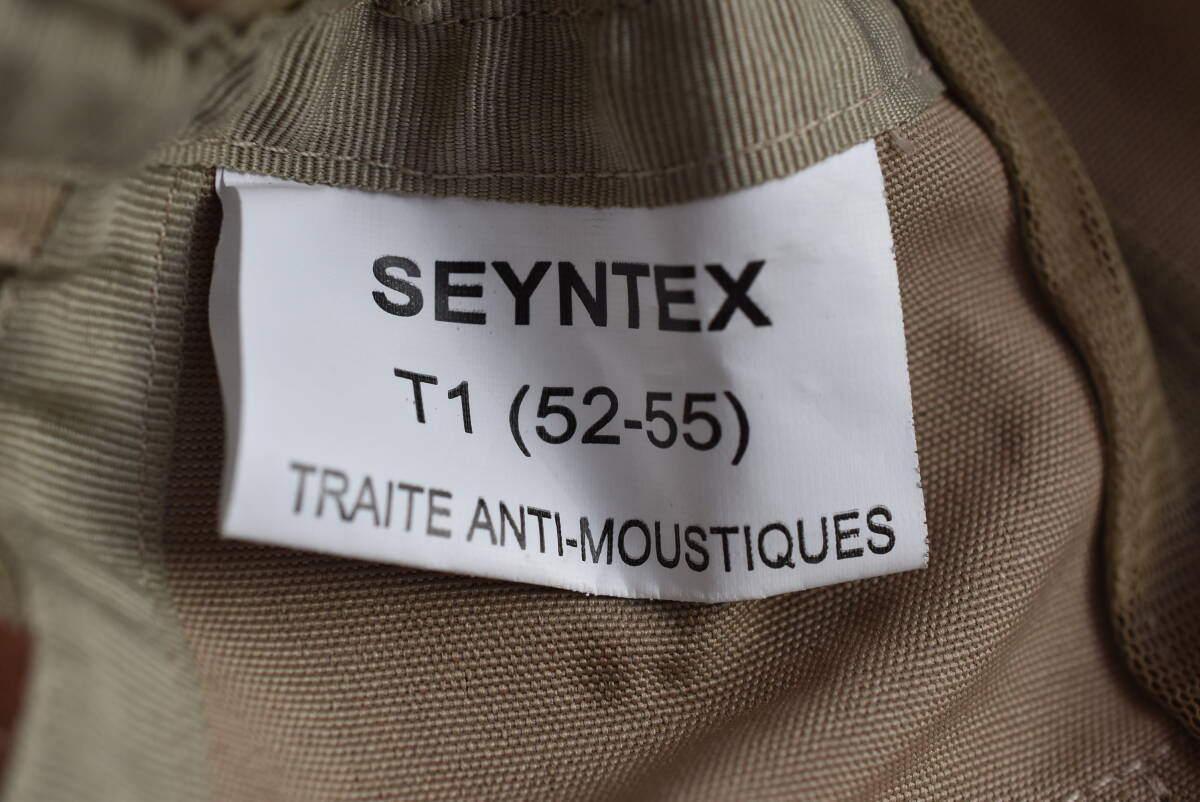 SEYNTEX
T1 (52-55)
TRAITE ANTI-MOUSTIQUES